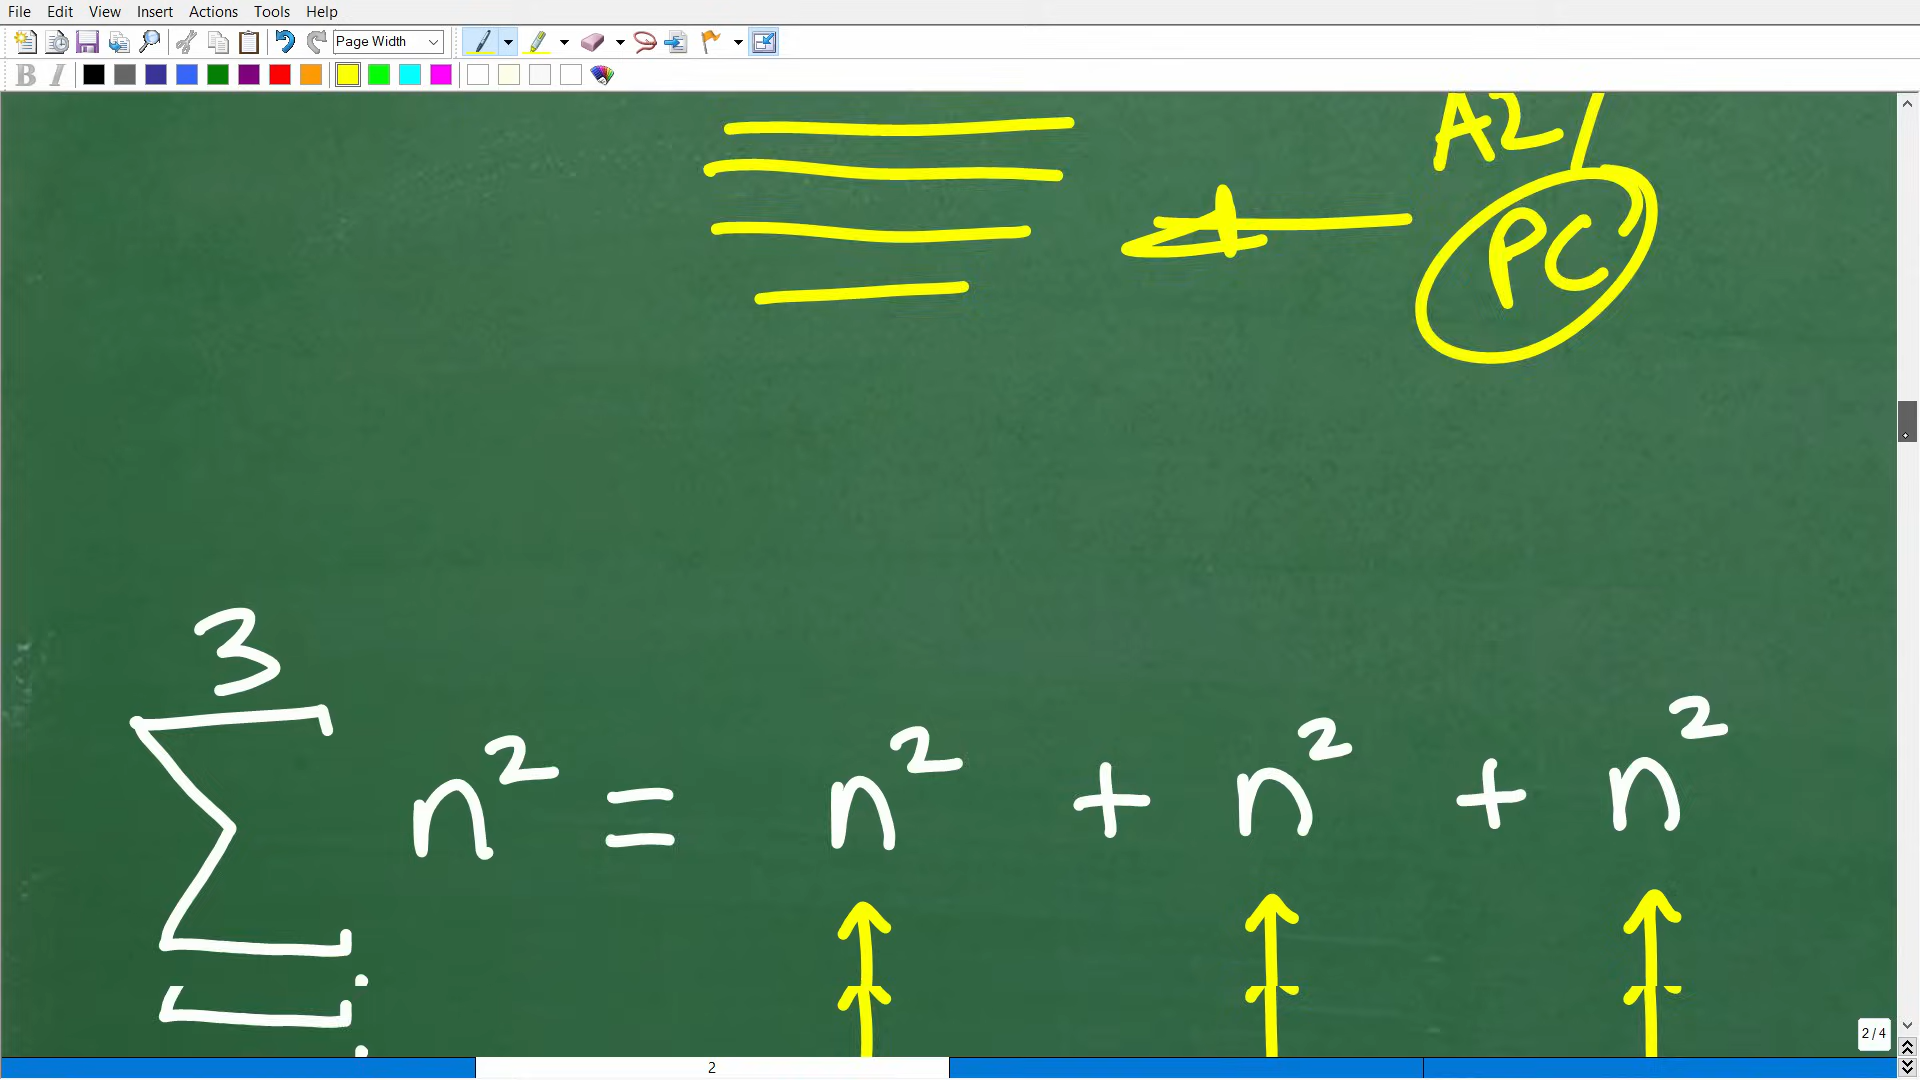 File Edit View Insert Actions Tools Help
Page Width
B I
A2/
PC
3
∑ n² = n² + n² + n²
2 / 4
2